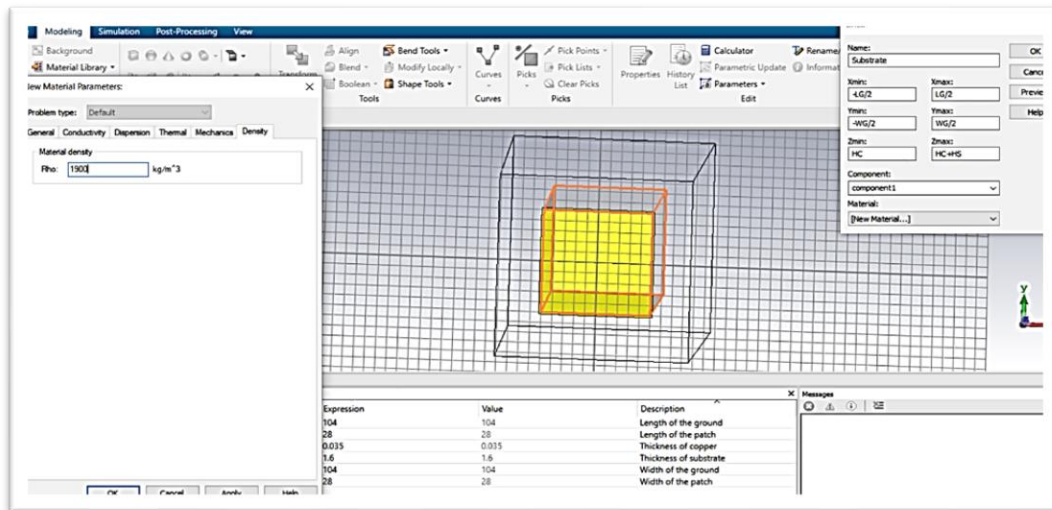 Modeling Simulation Post-Processing View
Background
Material Library
Transform
Align
Blend
Boolean
Bend Tools
Modify Locally
Shape Tools
Tools
Curves
Curves
Picks
Pick Points
Pick Lists
Clear Picks
Picks
Properties
History List
Calculator
Parametric Update
Parameters
Edit
Rename
Informat
ew Material Parameters:
Problem type: Default
General Conductivity Dispersion Thermal Mechanica Density
Material density
Rho: 1900 kg/m^3
OK Cancel Apply Help
Name:
Substrate
OK
Xmin: Xmax:
-LG/2 LG/2
Cance
Previe
Ymin: Ymax:
-WG/2 WG/2
Help
Zmin: Zmax:
HC HC+HS
Component:
component1
Material:
[New Material...]
y
Expression Value Description
104 104 Length of the ground
28 28 Length of the patch
0.035 0.035 Thickness of copper
1.6 1.6 Thickness of substrate
104 104 Width of the ground
28 28 Width of the patch
Messages